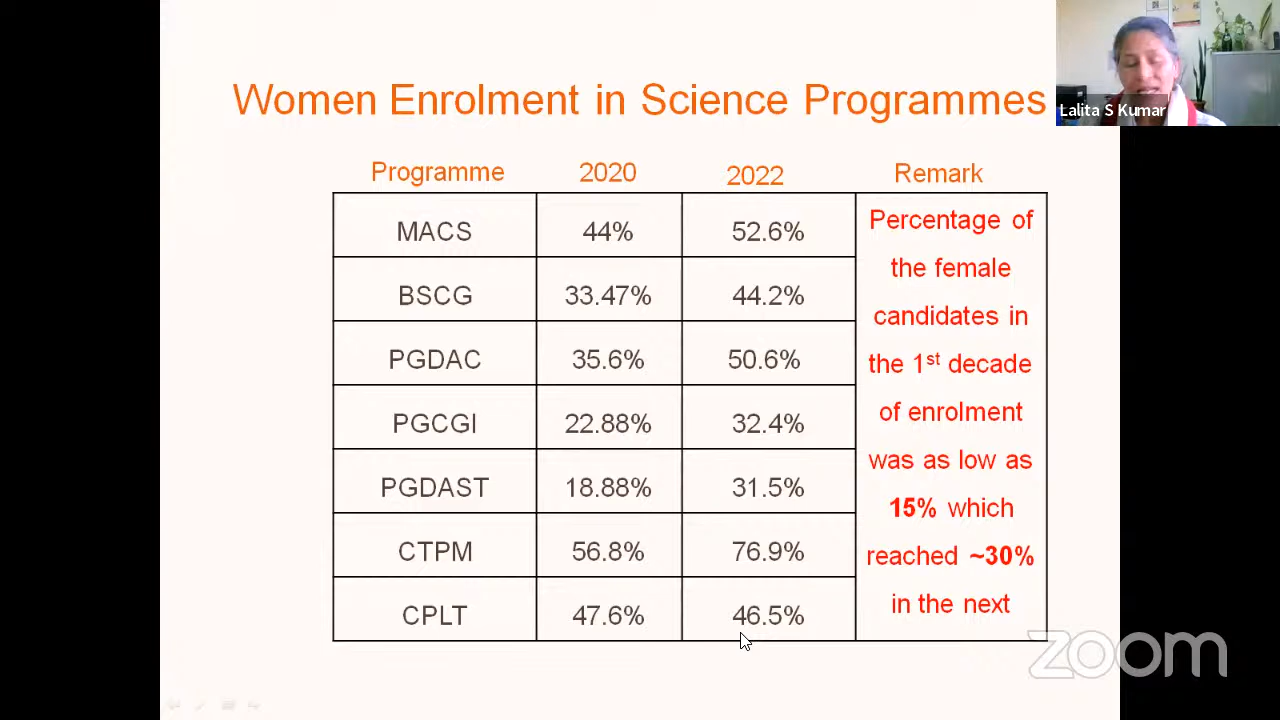 Women Enrolment in Science Programmes
Lalita S Kumar
Programme 2020 2022 Remark
MACS 44% 52.6%
BSCG 33.47% 44.2%
PGDAC 35.6% 50.6%
PGCGI 22.88% 32.4%
PGDAST 18.88% 31.5%
CTPM 56.8% 76.9%
CPLT 47.6% 46.5%
Percentage of
the female
candidates in
the 1st decade
of enrolment
was as low as
15% which
reached ~30%
in the next
zoom